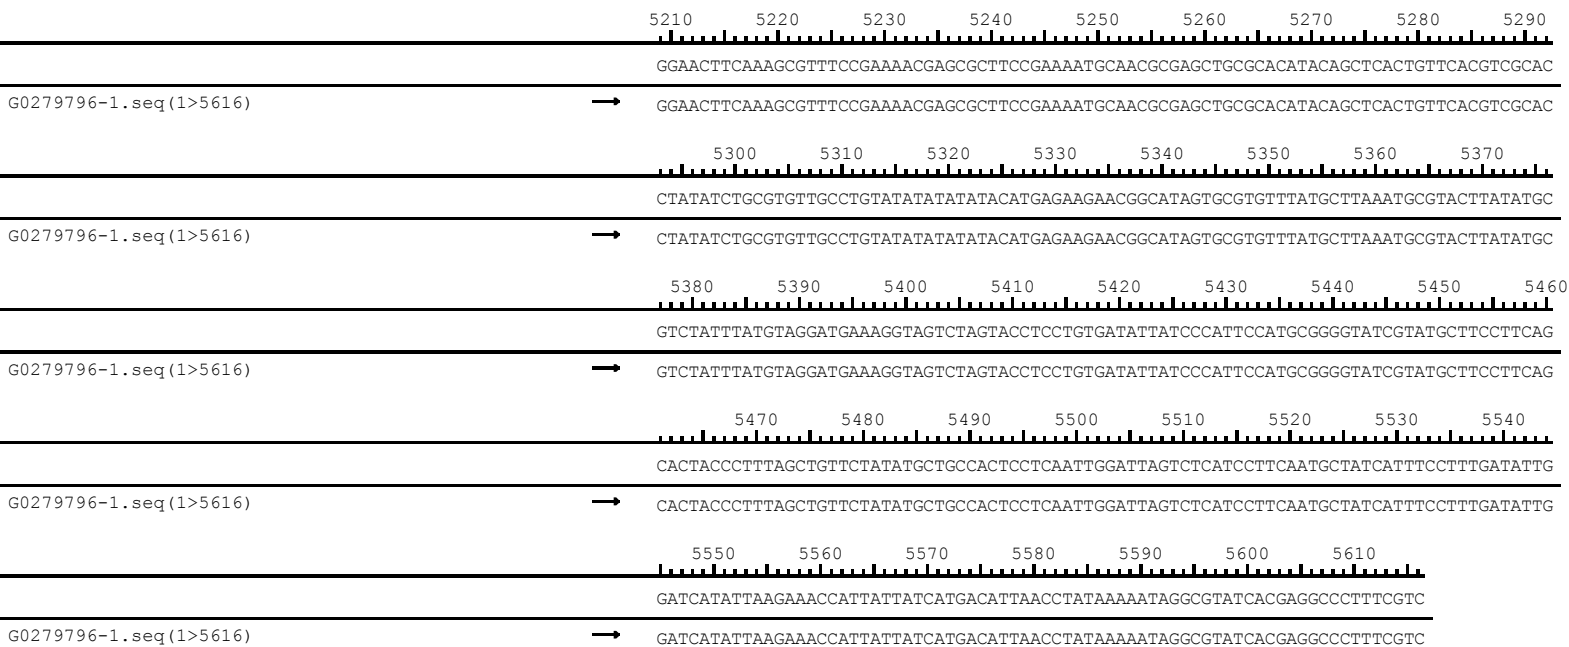 5210 5220 5230 5240 5250 5260 5270 5280 5290
GGAACTTCAAAGCGTTTCCGAAAACGAGCGCTTCCGAAAATGCAACGCGAGCTGCGCACATACAGCTCACTGTTCACGTCGCAC
G0279796-1.seq(1>5616) → GGAACTTCAAAGCGTTTCCGAAAACGAGCGCTTCCGAAAATGCAACGCGAGCTGCGCACATACAGCTCACTGTTCACGTCGCAC
5300 5310 5320 5330 5340 5350 5360 5370
CTATATCTGCGTGTTGCCTGTATATATATATACATGAGAAGAACGGCATAGTGCGTGTTTATGCTTAAATGCGTACTTATATGC
G0279796-1.seq(1>5616) → CTATATCTGCGTGTTGCCTGTATATATATATACATGAGAAGAACGGCATAGTGCGTGTTTATGCTTAAATGCGTACTTATATGC
5380 5390 5400 5410 5420 5430 5440 5450 5460
GTCTATTTATGTAGGATGAAAGGTAGTCTAGTACCTCCTGTGATATTATCCCATTCCATGCGGGGTATCGTATGCTTCCTTCAG
G0279796-1.seq(1>5616) → GTCTATTTATGTAGGATGAAAGGTAGTCTAGTACCTCCTGTGATATTATCCCATTCCATGCGGGGTATCGTATGCTTCCTTCAG
5470 5480 5490 5500 5510 5520 5530 5540
CACTACCCTTTAGCTGTTCTATATGCTGCCACTCCTCAATTGGATTAGTCTCATCCTTCAATGCTATCATTTCCTTTGATATTG
G0279796-1.seq(1>5616) → CACTACCCTTTAGCTGTTCTATATGCTGCCACTCCTCAATTGGATTAGTCTCATCCTTCAATGCTATCATTTCCTTTGATATTG
5550 5560 5570 5580 5590 5600 5610
GATCATATTAAGAAACCATTATTATCATGACATTAACCTATAAAAATAGGCGTATCACGAGGCCCTTTCGTC
G0279796-1.seq(1>5616) → GATCATATTAAGAAACCATTATTATCATGACATTAACCTATAAAAATAGGCGTATCACGAGGCCCTTTCGTC